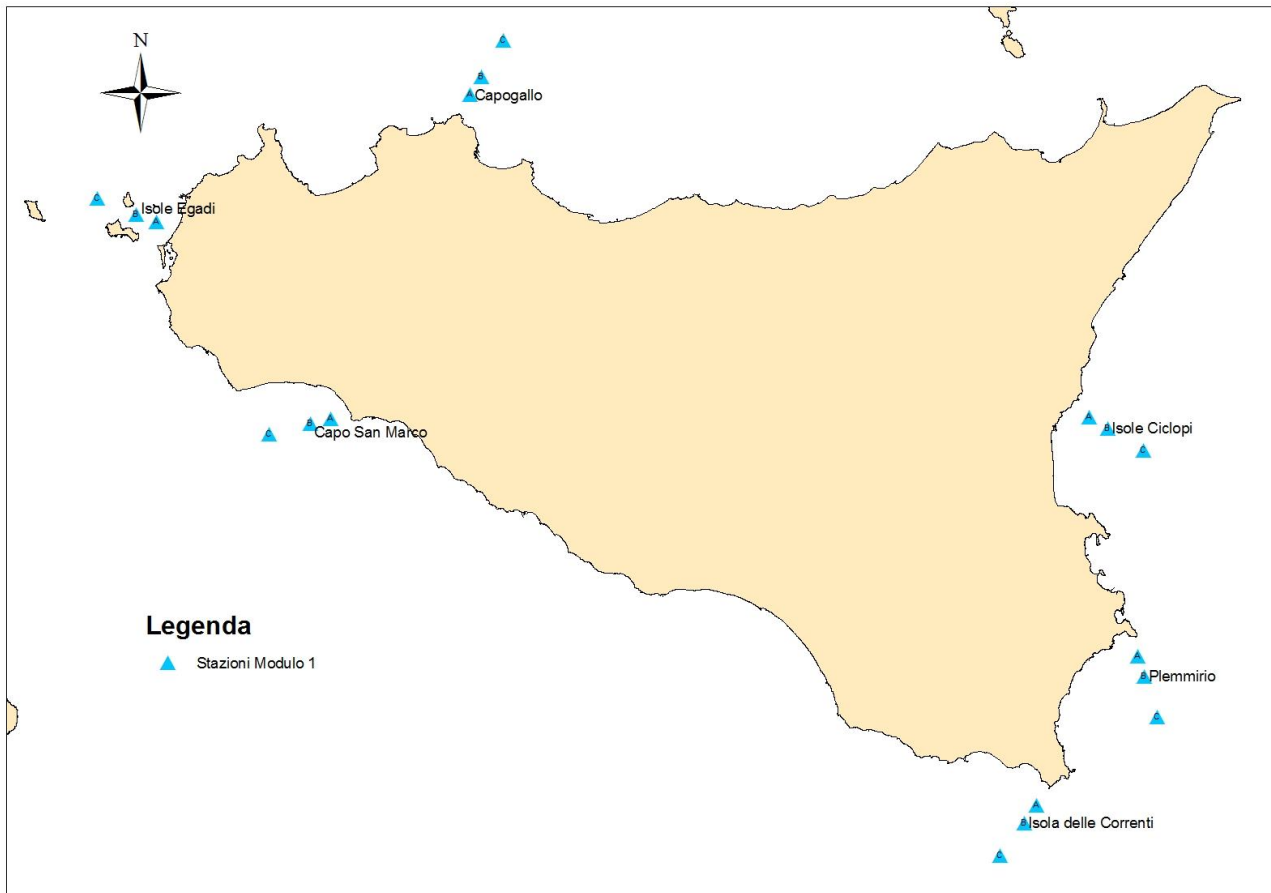 N
C
B
A Capogallo
C
B Isole Egadi
A
A
B Capo San Marco
C
A
B Isole Ciclopi
C
Legenda
Stazioni Modulo 1
A
B Plemmirio
C
A
B Isola delle Correnti
C